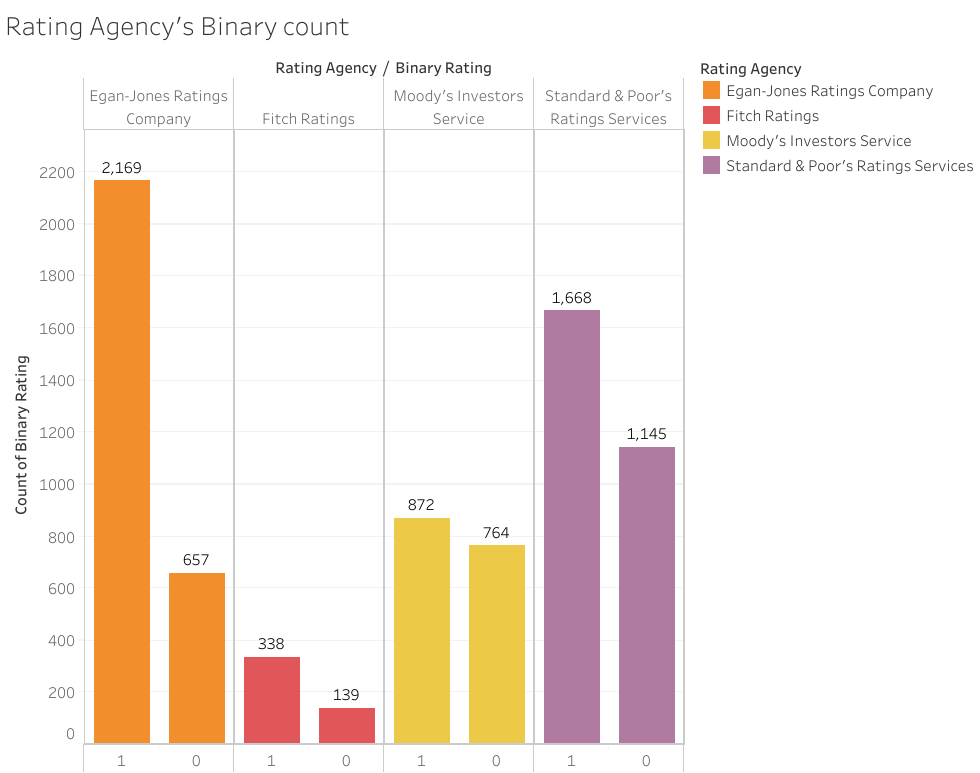 Rating Agency's Binary count
Rating Agency / Binary Rating
Egan-Jones Ratings
Company
Fitch Ratings
Moody's Investors
Service
Standard & Poor's
Ratings Services
Rating Agency
Egan-Jones Ratings Company
Fitch Ratings
Moody's Investors Service
Standard & Poor's Ratings Services
Count of Binary Rating
2200
2000
1800
1600
1400
1200
1000
800
600
400
200
0
2,169
657
338
139
872
764
1,668
1,145
1 0 1 0 1 0 1 0